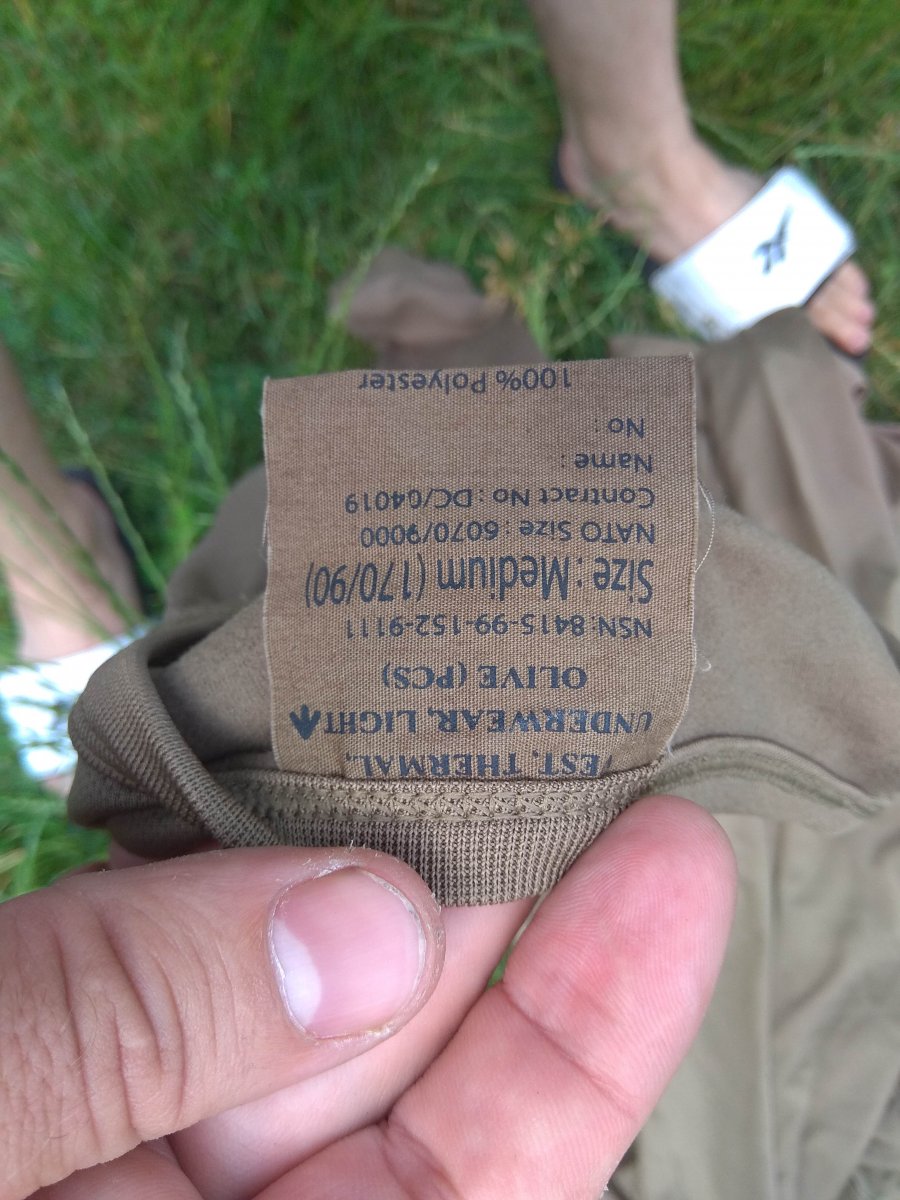 VEST, THERMAL,
UNDERWEAR, LIGHT
OLIVE (PCS)
NSN: 8415-99-152-9111
Size : Medium (170/90)
NATO Size : 6070/9000
Contract No : DC/04019
Name :
No :
100% Polyester